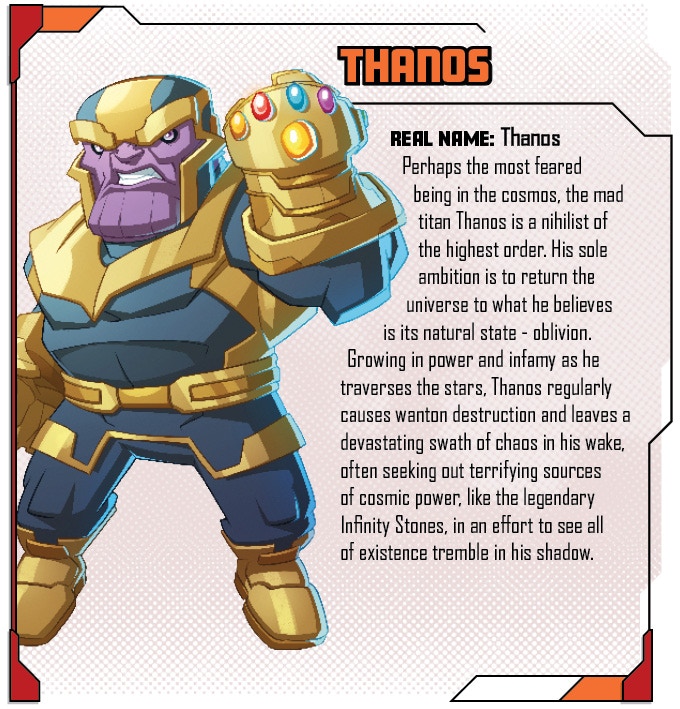 THANOS
REAL NAME: Thanos
Perhaps the most feared
being in the cosmos, the mad
titan Thanos is a nihilist of
the highest order. His sole
ambition is to return the
universe to what he believes
is its natural state - oblivion.
Growing in power and infamy as he
traverses the stars, Thanos regularly
causes wanton destruction and leaves a
devastating swath of chaos in his wake,
often seeking out terrifying sources
of cosmic power, like the legendary
Infinity Stones, in an effort to see all
of existence tremble in his shadow.